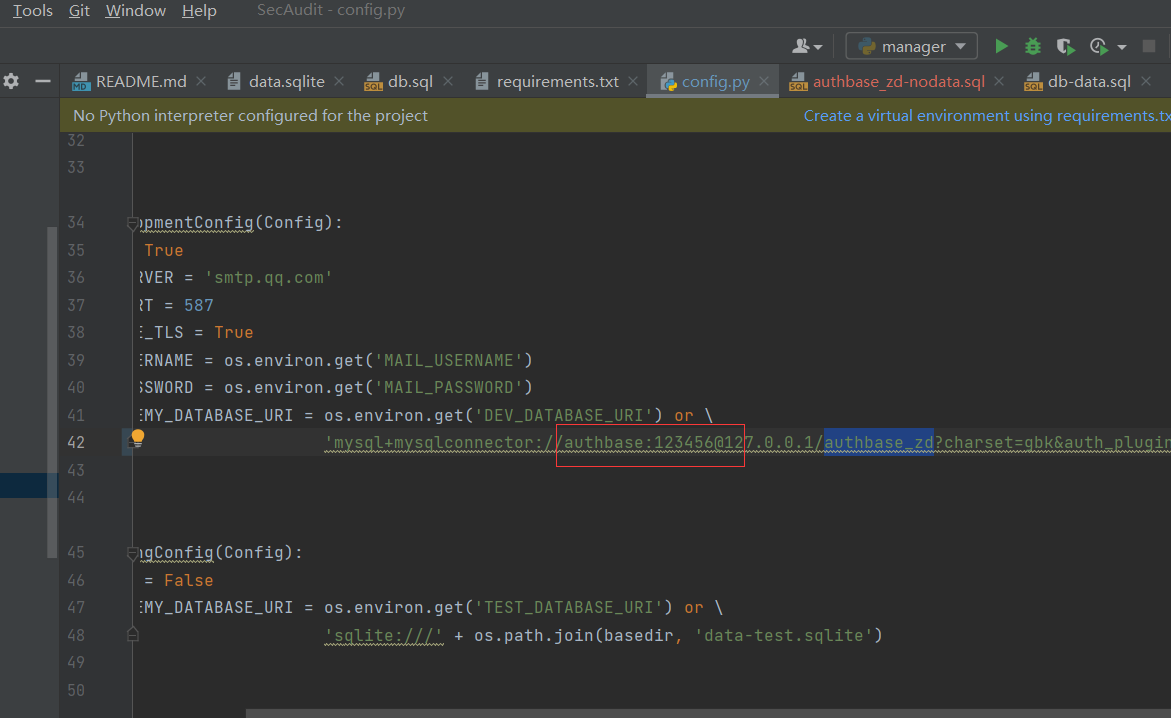 Tools Git Window Help SecAudit - config.py
manager
README.md data.sqlite db.sql requirements.txt config.py authbase_zd-nodata.sql db-data.sql
No Python interpreter configured for the project Create a virtual environment using requirements.tx
32
33
34 opmentConfig(Config):
35 True
36 RVER = 'smtp.qq.com'
37 RT = 587
38 E_TLS = True
39 ERNAME = os.environ.get('MAIL_USERNAME')
40 SSWORD = os.environ.get('MAIL_PASSWORD')
41 EMY_DATABASE_URI = os.environ.get('DEV_DATABASE_URI') or \
42 'mysql+mysqlconnector://authbase:123456@127.0.0.1/authbase_zd?charset=gbk&auth_plugin
43
44
45 ngConfig(Config):
46 = False
47 EMY_DATABASE_URI = os.environ.get('TEST_DATABASE_URI') or \
48 'sqlite:///' + os.path.join(basedir, 'data-test.sqlite')
49
50